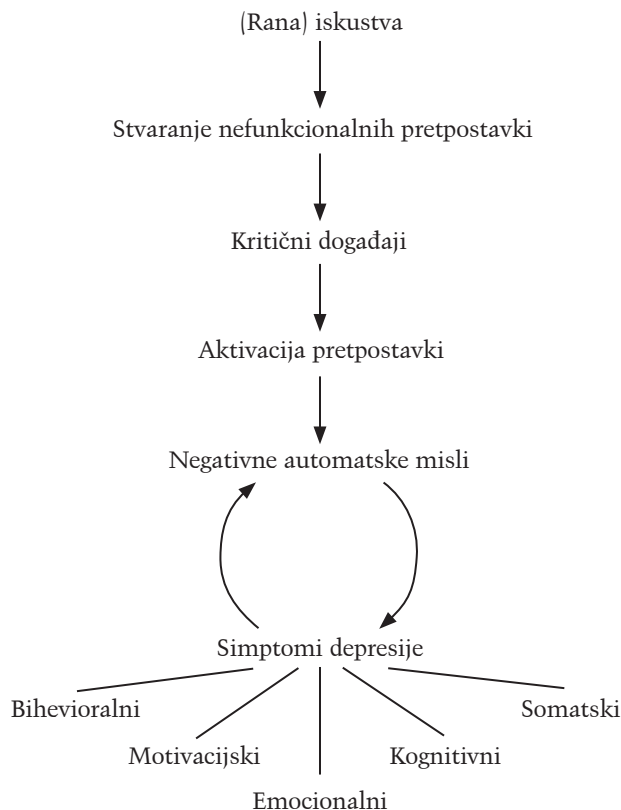 (Rana) iskustva
Stvaranje nefunkcionalnih pretpostavki
Kritični događaji
Aktivacija pretpostavki
Negativne automatske misli
Simptomi depresije
Bihevioralni
Somatski
Motivacijski
Kognitivni
Emocionalni